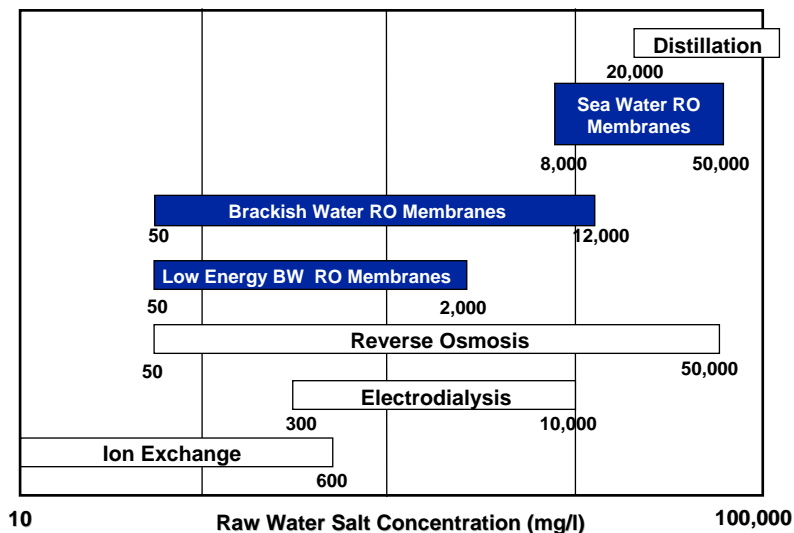 Distillation
20,000
Sea Water RO
Membranes
8,000
50,000
Brackish Water RO Membranes
50
12,000
Low Energy BW RO Membranes
50
2,000
Reverse Osmosis
50
50,000
Electrodialysis
300
10,000
Ion Exchange
600
10
Raw Water Salt Concentration (mg/l)
100,000